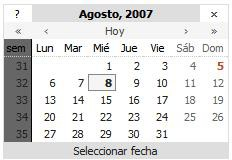 ? Agosto, 2007 ×
« ‹ Hoy › »
sem Lun Mar Mié Jue Vie Sáb Dom
31 1 2 3 4 5
32 6 7 8 9 10 11 12
33 13 14 15 16 17 18 19
34 20 21 22 23 24 25 26
35 27 28 29 30 31
Seleccionar fecha